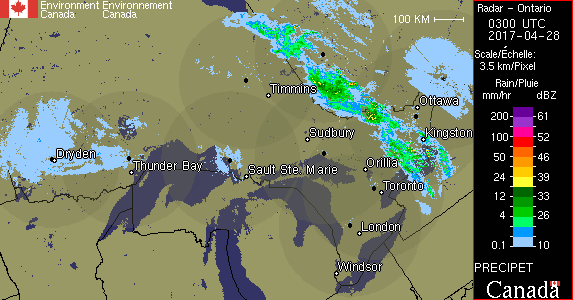 Environment Environnement
Canada Canada
100 KM
Timmins
Ottawa
Sudbury
Kingston
Dryden
Thunder Bay
Sault Ste. Marie
Orillia
Toronto
London
Windsor
Radar - Ontario
0300 UTC
2017-04-28
Scale/Échelle:
3.5 km/Pixel
Rain/Pluie
mm/hr dBZ
200 61
100 52
50 46
24 39
12 33
4 26
0.1 10
PRECIPET
Canada